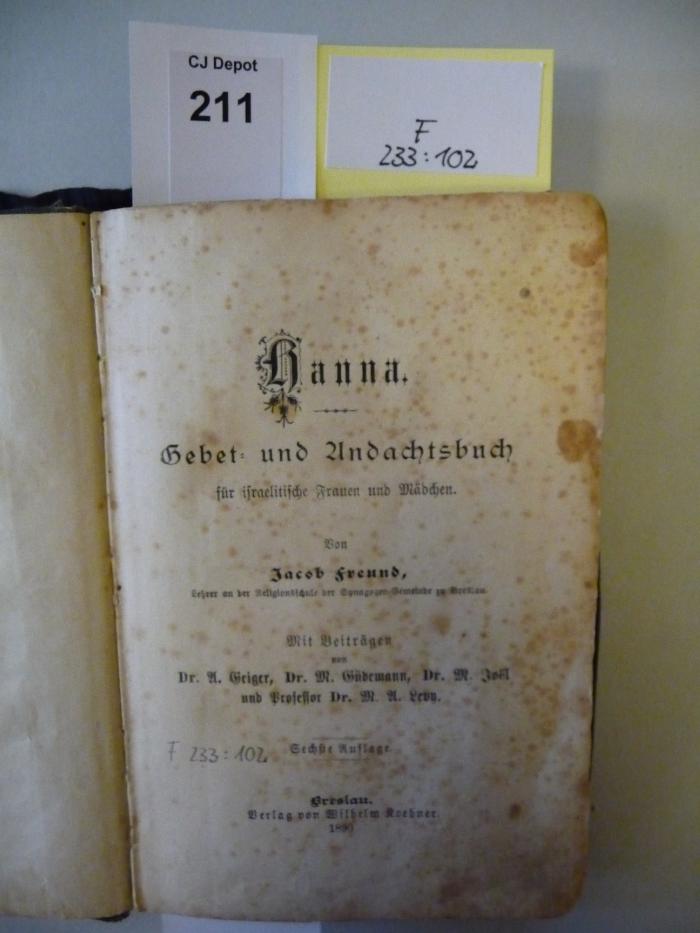 CJ Depot
211
F
233:102
Hanna.
Gebet- und Andachtsbuch
für israelitische Frauen und Mädchen.
Von
Jacob Freund,
Lehrer an der Religionsschule der Synagogen-Gemeinde zu Breslau.
Mit Beiträgen
von
Dr. A. Geiger, Dr. M. Güdemann, Dr. M. Joël
und Professor Dr. M. A. Levy.
F 233:102
Sechste Auflage
Breslau.
Verlag von Wilhelm Koebner.
1890